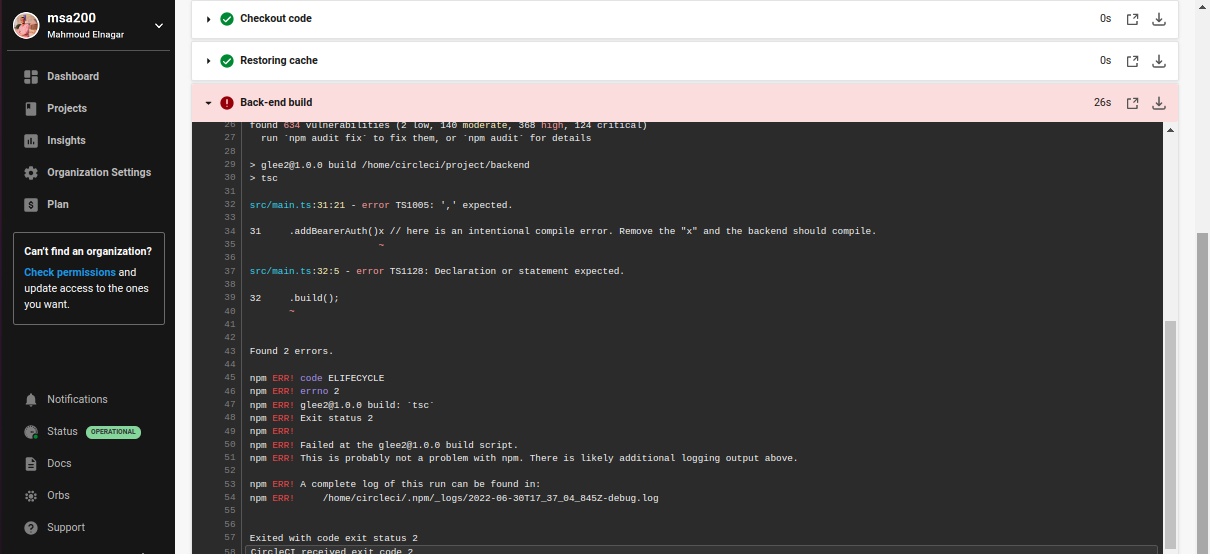 msa200
Mahmoud Elnagar
Dashboard
Projects
Insights
Organization Settings
Plan
Can't find an organization?
Check permissions and
update access to the ones
you want.
Notifications
Status OPERATIONAL
Docs
Orbs
Support
Checkout code 0s
Restoring cache 0s
Back-end build 26s
26 found 634 vulnerabilities (2 low, 140 moderate, 368 high, 124 critical)
27 run `npm audit fix` to fix them, or `npm audit` for details
28
29 > glee2@1.0.0 build /home/circleci/project/backend
30 > tsc
31
32 src/main.ts:31:21 - error TS1005: ',' expected.
33
34 31 .addBearerAuth()x // here is an intentional compile error. Remove the "x" and the backend should compile.
35 ~
36
37 src/main.ts:32:5 - error TS1128: Declaration or statement expected.
38
39 32 .build();
40 ~
41
42
43 Found 2 errors.
44
45 npm ERR! code ELIFECYCLE
46 npm ERR! errno 2
47 npm ERR! glee2@1.0.0 build: `tsc`
48 npm ERR! Exit status 2
49 npm ERR!
50 npm ERR! Failed at the glee2@1.0.0 build script.
51 npm ERR! This is probably not a problem with npm. There is likely additional logging output above.
52
53 npm ERR! A complete log of this run can be found in:
54 npm ERR! /home/circleci/.npm/_logs/2022-06-30T17_37_04_845Z-debug.log
55
56
57 Exited with code exit status 2
58 CircleCI received exit code 2